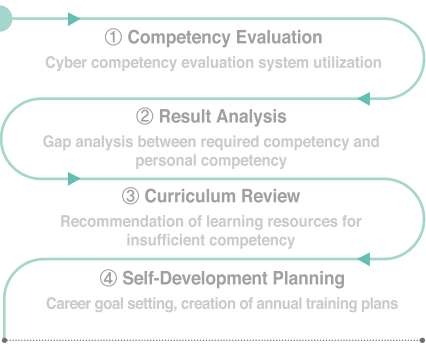 ① Competency Evaluation
Cyber competency evaluation system utilization
② Result Analysis
Gap analysis between required competency and
personal competency
③ Curriculum Review
Recommendation of learning resources for
insufficient competency
④ Self-Development Planning
Career goal setting, creation of annual training plans